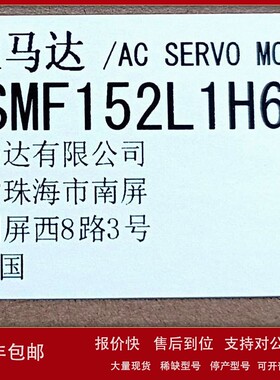 马达 /AC SERVO MO
SMF152L1H6
达有限公司
珠海市南屏
屏西8路3号
国
包邮
报价快 售后到位 支持对公
大量现货 稀缺型号 停产型号 可开